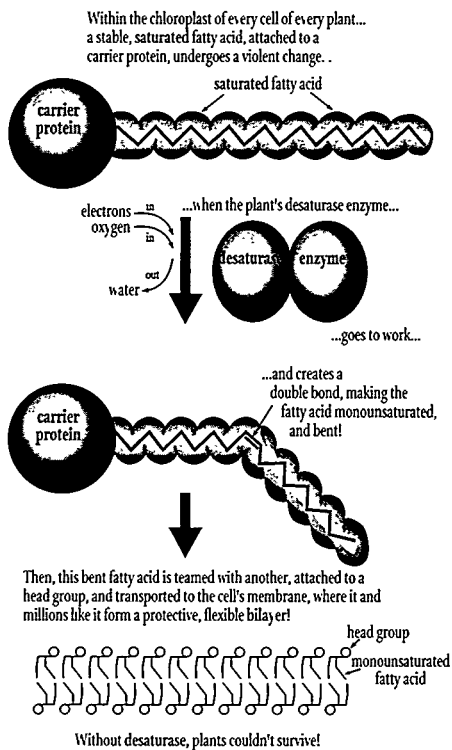 Within the chloroplast of every cell of every plant...
a stable, saturated fatty acid, attached to a
carrier protein, undergoes a violent change. .
saturated fatty acid
carrier
protein
...when the plant's desaturase enzyme...
electrons in
oxygen in
out
water
desaturase enzyme
...goes to work...
...and creates a
double bond, making the
fatty acid monounsaturated,
and bent!
carrier
protein
Then, this bent fatty acid is teamed with another, attached to a
head group, and transported to the cell's membrane, where it and
millions like it form a protective, flexible bilayer!
head group
monounsaturated
fatty acid
Without desaturase, plants couldn't survive!